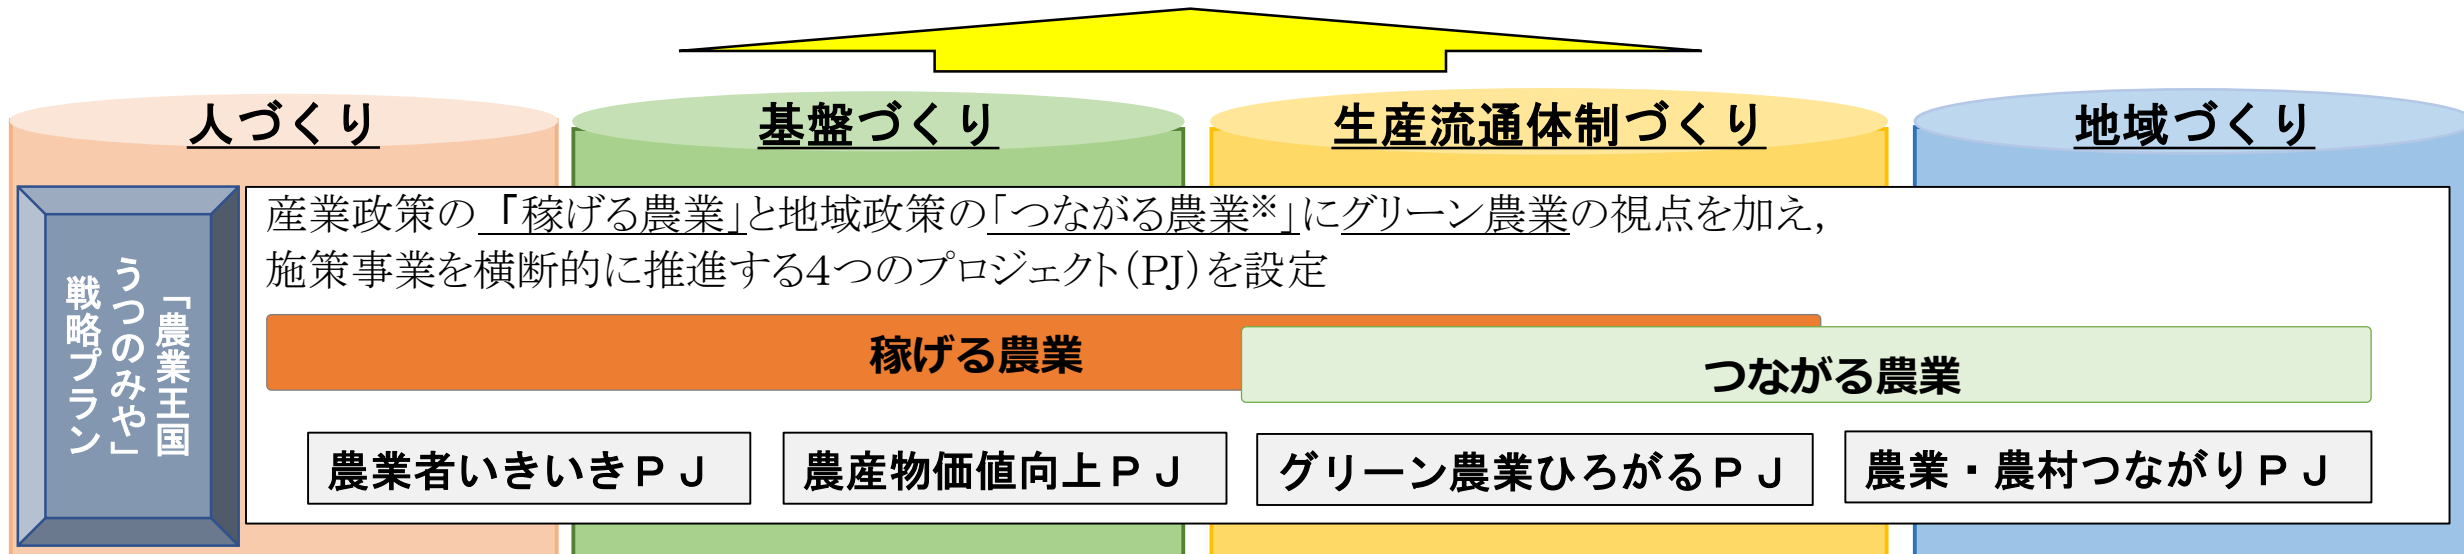 人づくり
基盤づくり
生産流通体制づくり
地域づくり
「農業王国
うつのみや」
戦略プラン
産業政策の「稼げる農業」と地域政策の「つながる農業※」にグリーン農業の視点を加え，
施策事業を横断的に推進する4つのプロジェクト（PJ）を設定
稼げる農業
つながる農業
農業者いきいきＰＪ
農産物価値向上ＰＪ
グリーン農業ひろがるＰＪ
農業・農村つながりＰＪ